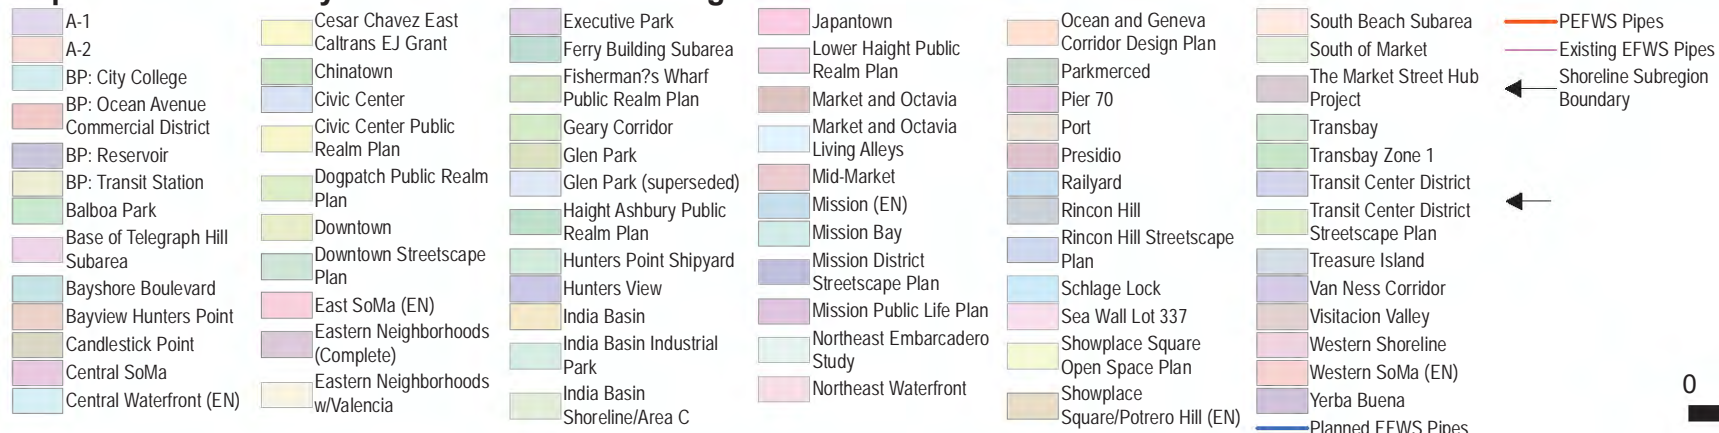 A-1
A-2
BP: City College
BP: Ocean Avenue
Commercial District
BP: Reservoir
BP: Transit Station
Balboa Park
Base of Telegraph Hill
Subarea
Bayshore Boulevard
Bayview Hunters Point
Candlestick Point
Central SoMa
Central Waterfront (EN)
Cesar Chavez East
Caltrans EJ Grant
Chinatown
Civic Center
Civic Center Public
Realm Plan
Dogpatch Public Realm
Plan
Downtown
Downtown Streetscape
Plan
East SoMa (EN)
Eastern Neighborhoods
(Complete)
Eastern Neighborhoods
w/Valencia
Executive Park
Ferry Building Subarea
Fisherman?s Wharf
Public Realm Plan
Geary Corridor
Glen Park
Glen Park (superseded)
Haight Ashbury Public
Realm Plan
Hunters Point Shipyard
Hunters View
India Basin
India Basin Industrial
Park
India Basin
Shoreline/Area C
Japantown
Lower Haight Public
Realm Plan
Market and Octavia
Market and Octavia
Living Alleys
Mid-Market
Mission (EN)
Mission Bay
Mission District
Streetscape Plan
Mission Public Life Plan
Northeast Embarcadero
Study
Northeast Waterfront
Ocean and Geneva
Corridor Design Plan
Parkmerced
Pier 70
Port
Presidio
Railyard
Rincon Hill
Rincon Hill Streetscape
Plan
Schlage Lock
Sea Wall Lot 337
Showplace Square
Open Space Plan
Showplace
Square/Potrero Hill (EN)
South Beach Subarea
South of Market
The Market Street Hub
Project
Transbay
Transbay Zone 1
Transit Center District
Transit Center District
Streetscape Plan
Treasure Island
Van Ness Corridor
Visitacion Valley
Western Shoreline
Western SoMa (EN)
Yerba Buena
Planned EFWS Pipes
PEFWS Pipes
Existing EFWS Pipes
Shoreline Subregion
Boundary
0